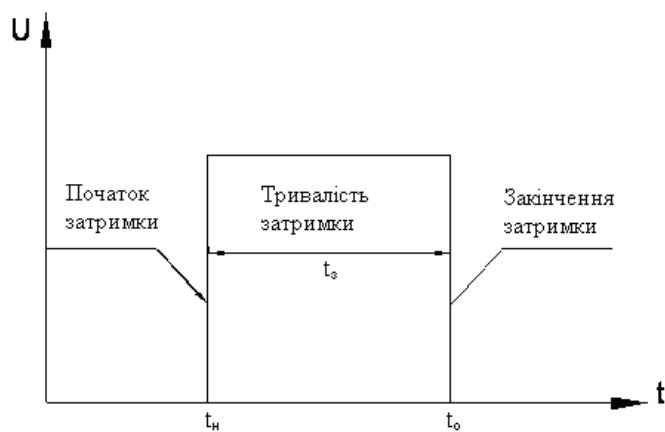 U
Початок
затримки
Тривалість
затримки
Закінчення
затримки
tз
t
tн
tо